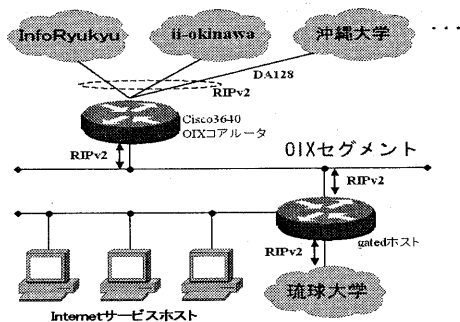 InfoRyukyu
ii-okinawa
沖縄大学
・・・
DA128
RIPv2
Cisco3640
OIXコアルータ
RIPv2
OIXセグメント
RIPv2
gatedホスト
RIPv2
琉球大学
Internetサービスホスト